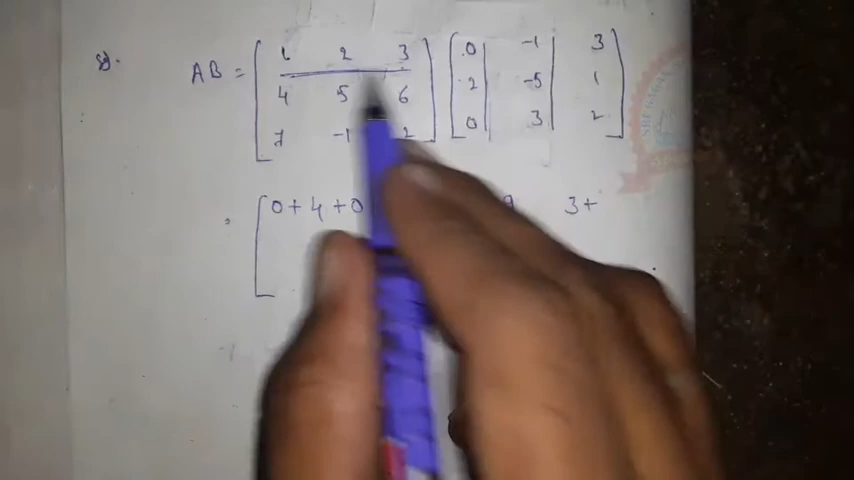 8). AB = [ 1 2 3 ] [ 0 -1 3 ]
4 5 6 2 -5 1
7 -1 2 0 3 2
= [ 0+4+0 9 3+